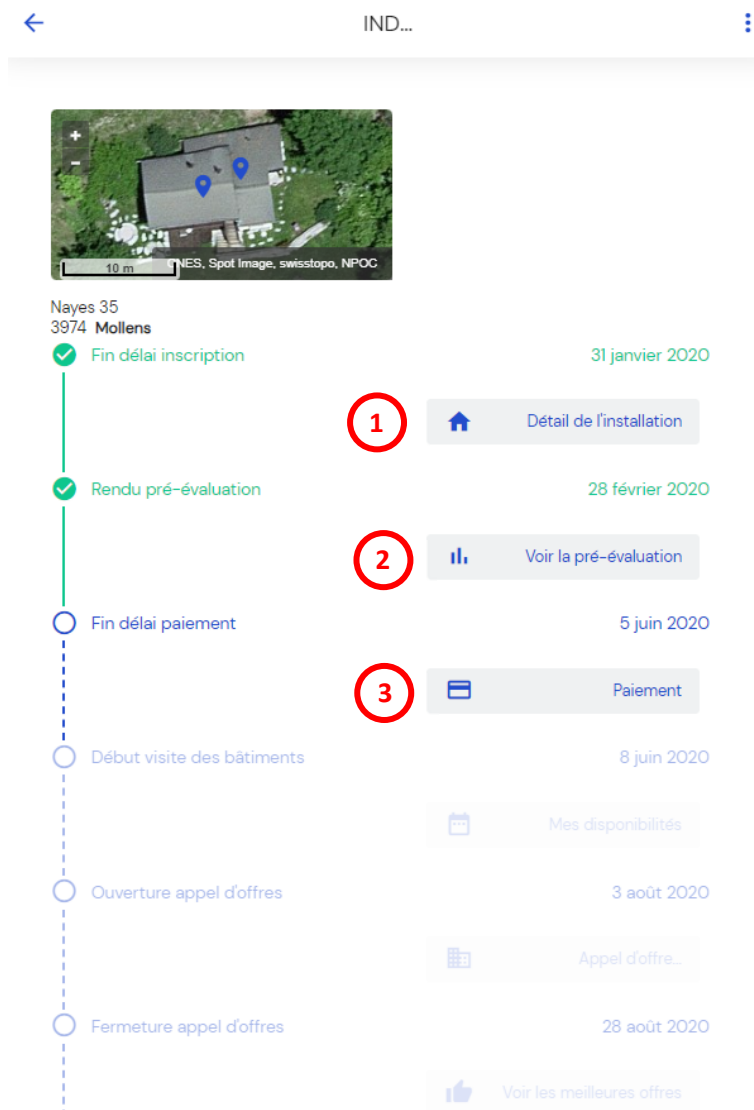 IND...
+
−
10 m
CNES, Spot Image, swisstopo, NPOC
Nayes 35
3974 Mollens
Fin délai inscription 31 janvier 2020
1 Détail de l'installation
Rendu pré-évaluation 28 février 2020
2 Voir la pré-évaluation
Fin délai paiement 5 juin 2020
3 Paiement
Début visite des bâtiments 8 juin 2020
Mes disponibilités
Ouverture appel d'offres 3 août 2020
Appel d'offre...
Fermeture appel d'offres 28 août 2020
Voir les meilleures offres